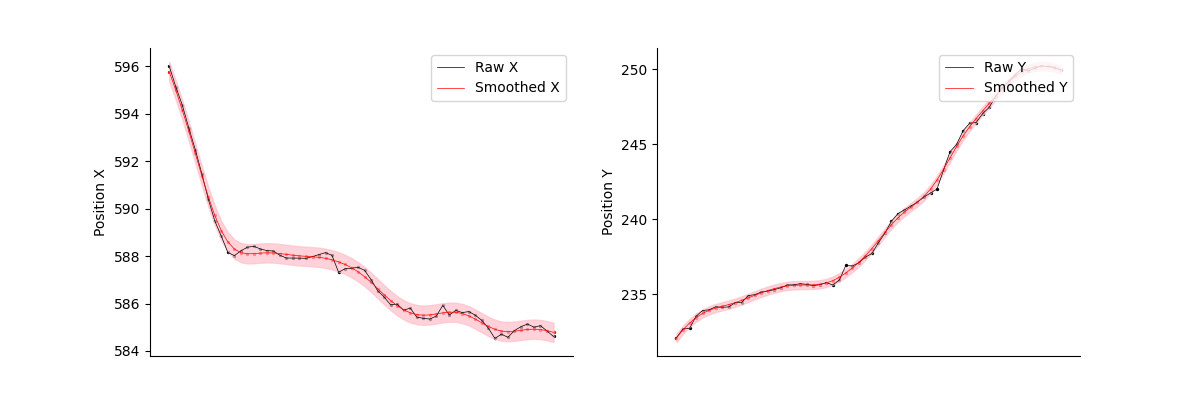 Position X
596
594
592
590
588
586
584
Raw X
Smoothed X
Position Y
250
245
240
235
Raw Y
Smoothed Y